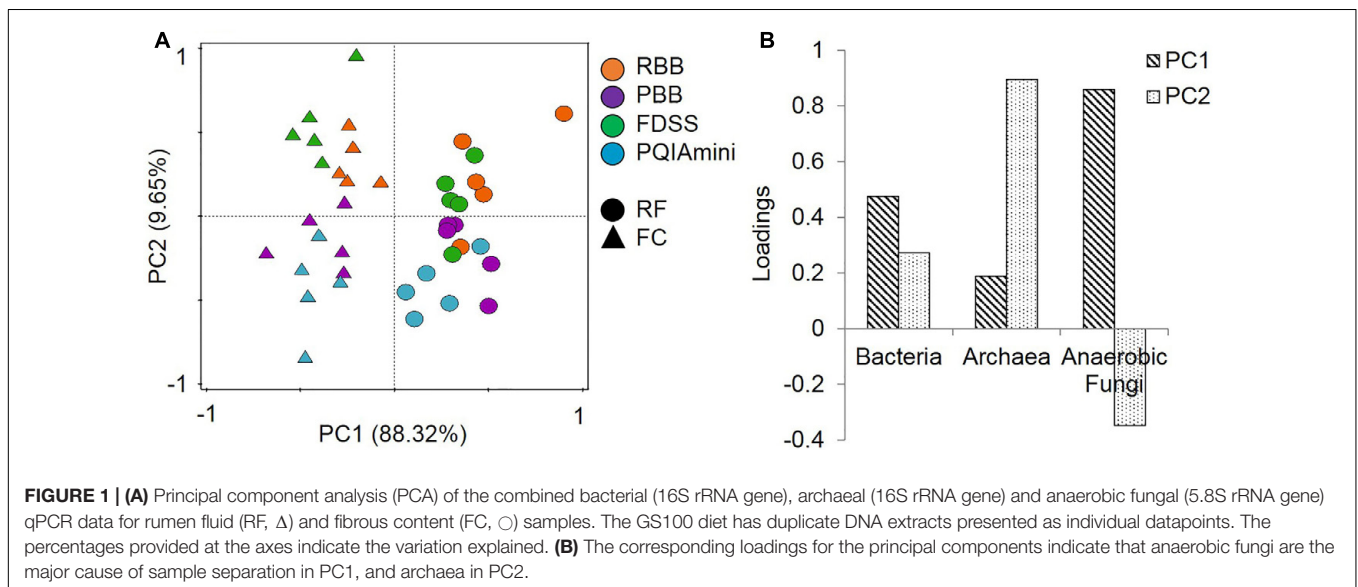 A
1
-1
PC2 (9.65%)
-1
1
PC1 (88.32%)
RBB
PBB
FDSS
PQIAmini
RF
FC
B
1
0.8
0.6
0.4
0.2
0
-0.2
-0.4
Loadings
PC1
PC2
Bacteria
Archaea
Anaerobic
Fungi
FIGURE 1 | (A) Principal component analysis (PCA) of the combined bacterial (16S rRNA gene), archaeal (16S rRNA gene) and anaerobic fungal (5.8S rRNA gene)
qPCR data for rumen fluid (RF, Δ) and fibrous content (FC, ○) samples. The GS100 diet has duplicate DNA extracts presented as individual datapoints. The
percentages provided at the axes indicate the variation explained. (B) The corresponding loadings for the principal components indicate that anaerobic fungi are the
major cause of sample separation in PC1, and archaea in PC2.